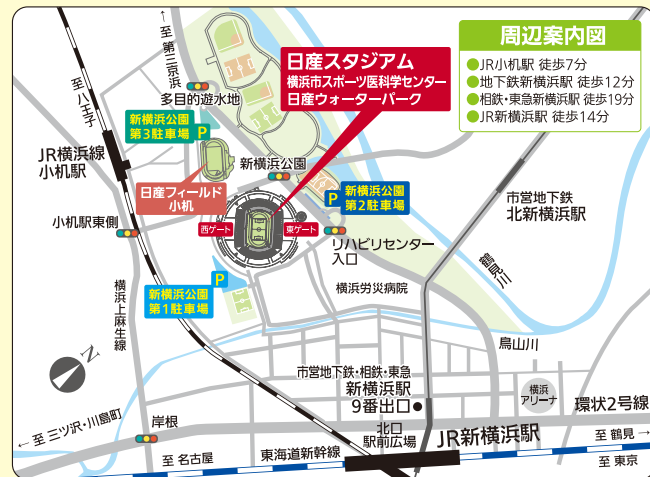 周辺案内図
●JR小机駅 徒歩7分
●地下鉄新横浜駅 徒歩12分
●相鉄・東急新横浜駅 徒歩19分
●JR新横浜駅 徒歩14分
日産スタジアム
横浜市スポーツ医科学センター
日産ウォーターパーク
← 至 第三京浜
← 至 八王子
多目的遊水地
新横浜公園
第3駐車場
P
JR横浜線
小机駅
新横浜公園
日産フィールド
小机
P
新横浜公園
第2駐車場
市営地下鉄
北新横浜駅
小机駅東側
西ゲート
東ゲート
リハビリセンター
入口
鶴見川
P
新横浜公園
第1駐車場
横浜労災病院
横浜上麻生線
鳥山川
N
市営地下鉄・相鉄・東急
新横浜駅
9番出口
横浜
アリーナ
環状2号線
← 至 三ツ沢・川島町
岸根
北口
駅前広場
JR新横浜駅
至 鶴見 →
← 至 名古屋
東海道新幹線
至 東京 →